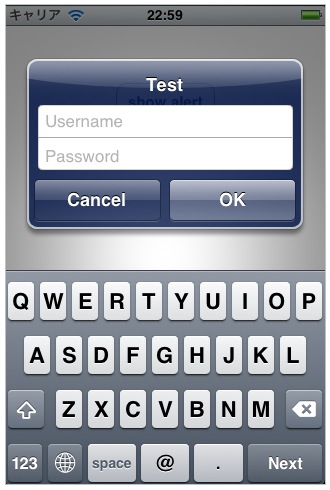 キャリア 22:59
Test
show alert
Username
Password
Cancel OK
Q W E R T Y U I O P
A S D F G H J K L
Z X C V B N M
123 space @ . Next